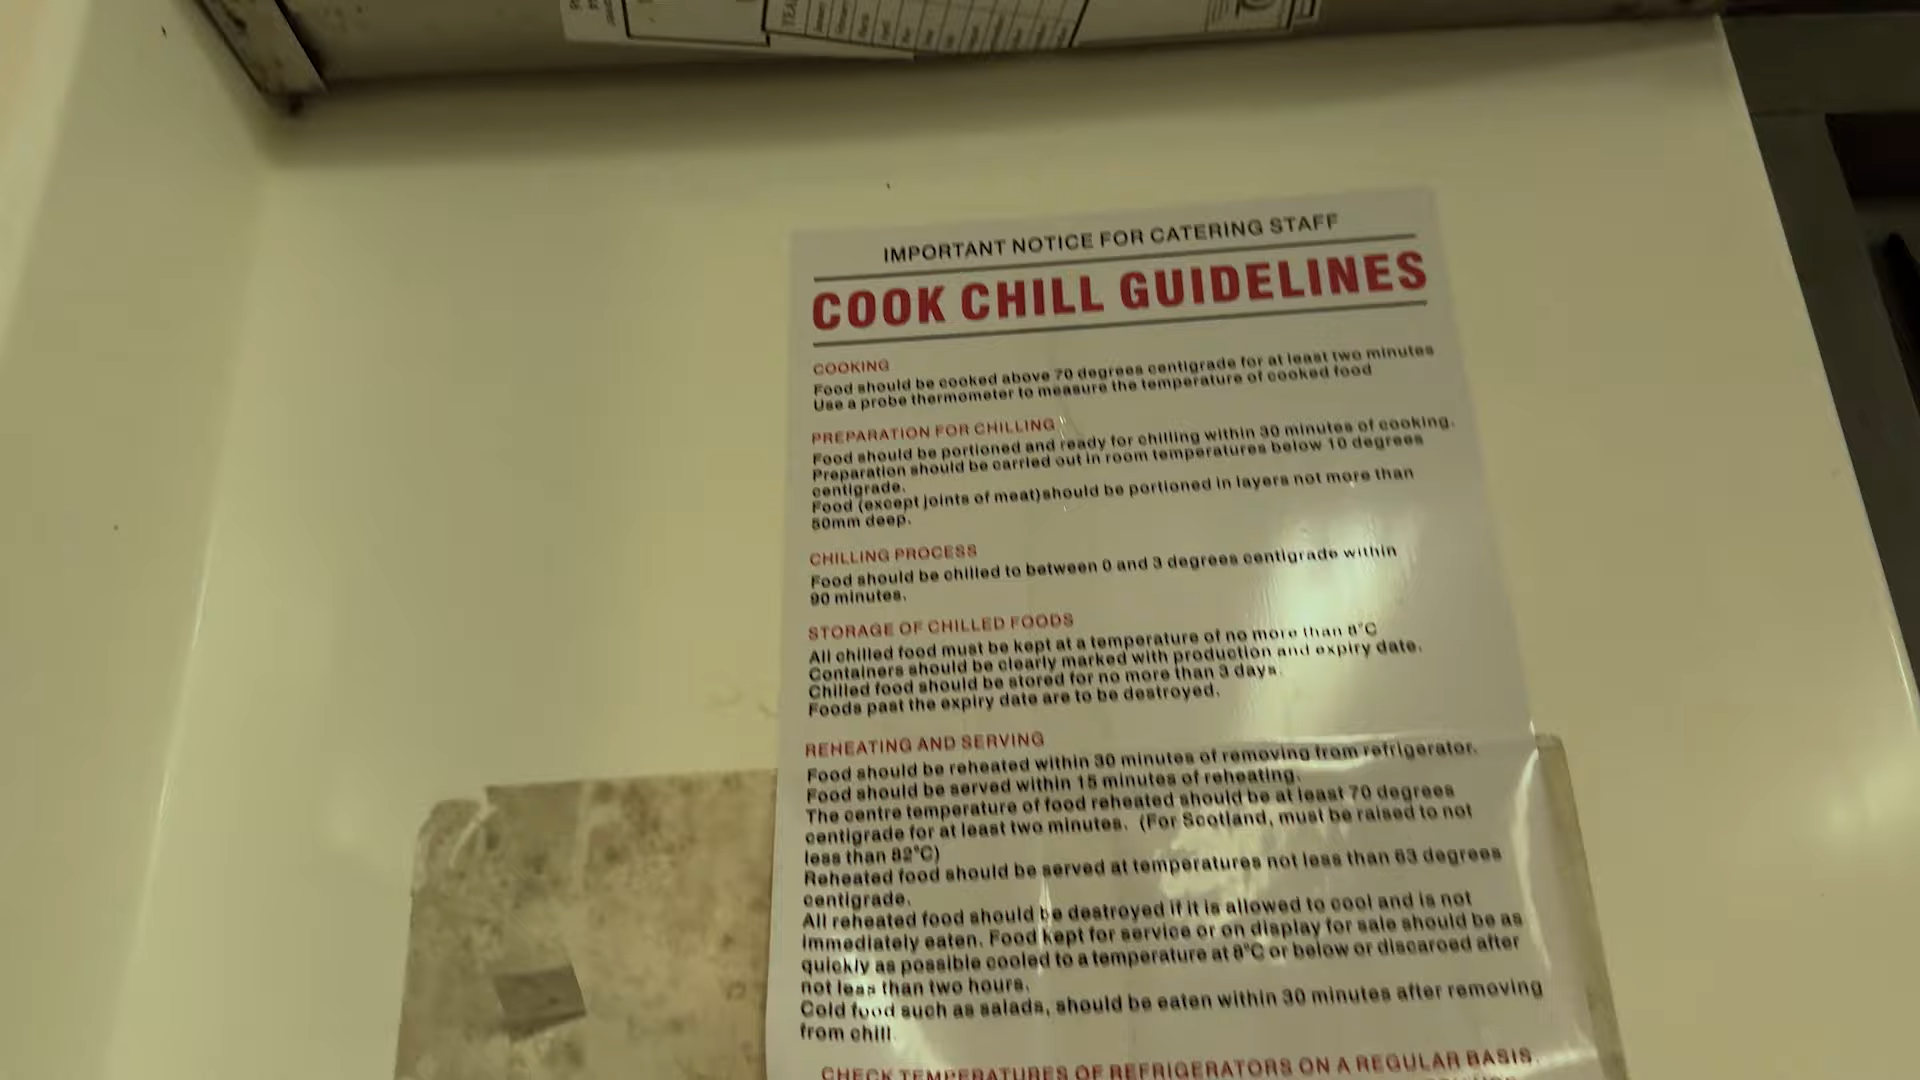 IMPORTANT NOTICE FOR CATERING STAFF
COOK CHILL GUIDELINES
COOKING
Food should be cooked above 70 degrees centigrade for at least two minutes
Use a probe thermometer to measure the temperature of cooked food
PREPARATION FOR CHILLING
Food should be portioned and ready for chilling within 30 minutes of cooking.
Preparation should be carried out in room temperatures below 10 degrees
centigrade.
Food (except joints of meat)should be portioned in layers not more than
50mm deep.
CHILLING PROCESS
Food should be chilled to between 0 and 3 degrees centigrade within
90 minutes.
STORAGE OF CHILLED FOODS
All chilled food must be kept at a temperature of no more than 8°C
Containers should be clearly marked with production and expiry date.
Chilled food should be stored for no more than 3 days.
Foods past the expiry date are to be destroyed.
REHEATING AND SERVING
Food should be reheated within 30 minutes of removing from refrigerator.
Food should be served within 15 minutes of reheating.
The centre temperature of food reheated should be at least 70 degrees
centigrade for at least two minutes. (For Scotland, must be raised to not
less than 82°C)
Reheated food should be served at temperatures not less than 63 degrees
centigrade.
All reheated food should be destroyed if it is allowed to cool and is not
immediately eaten. Food kept for service or on display for sale should be as
quickly as possible cooled to a temperature at 8°C or below or discaroed after
not less than two hours.
Cold food such as salads, should be eaten within 30 minutes after removing
from chill
CHECK TEMPERATURES OF REFRIGERATORS ON A REGULAR BASIS.